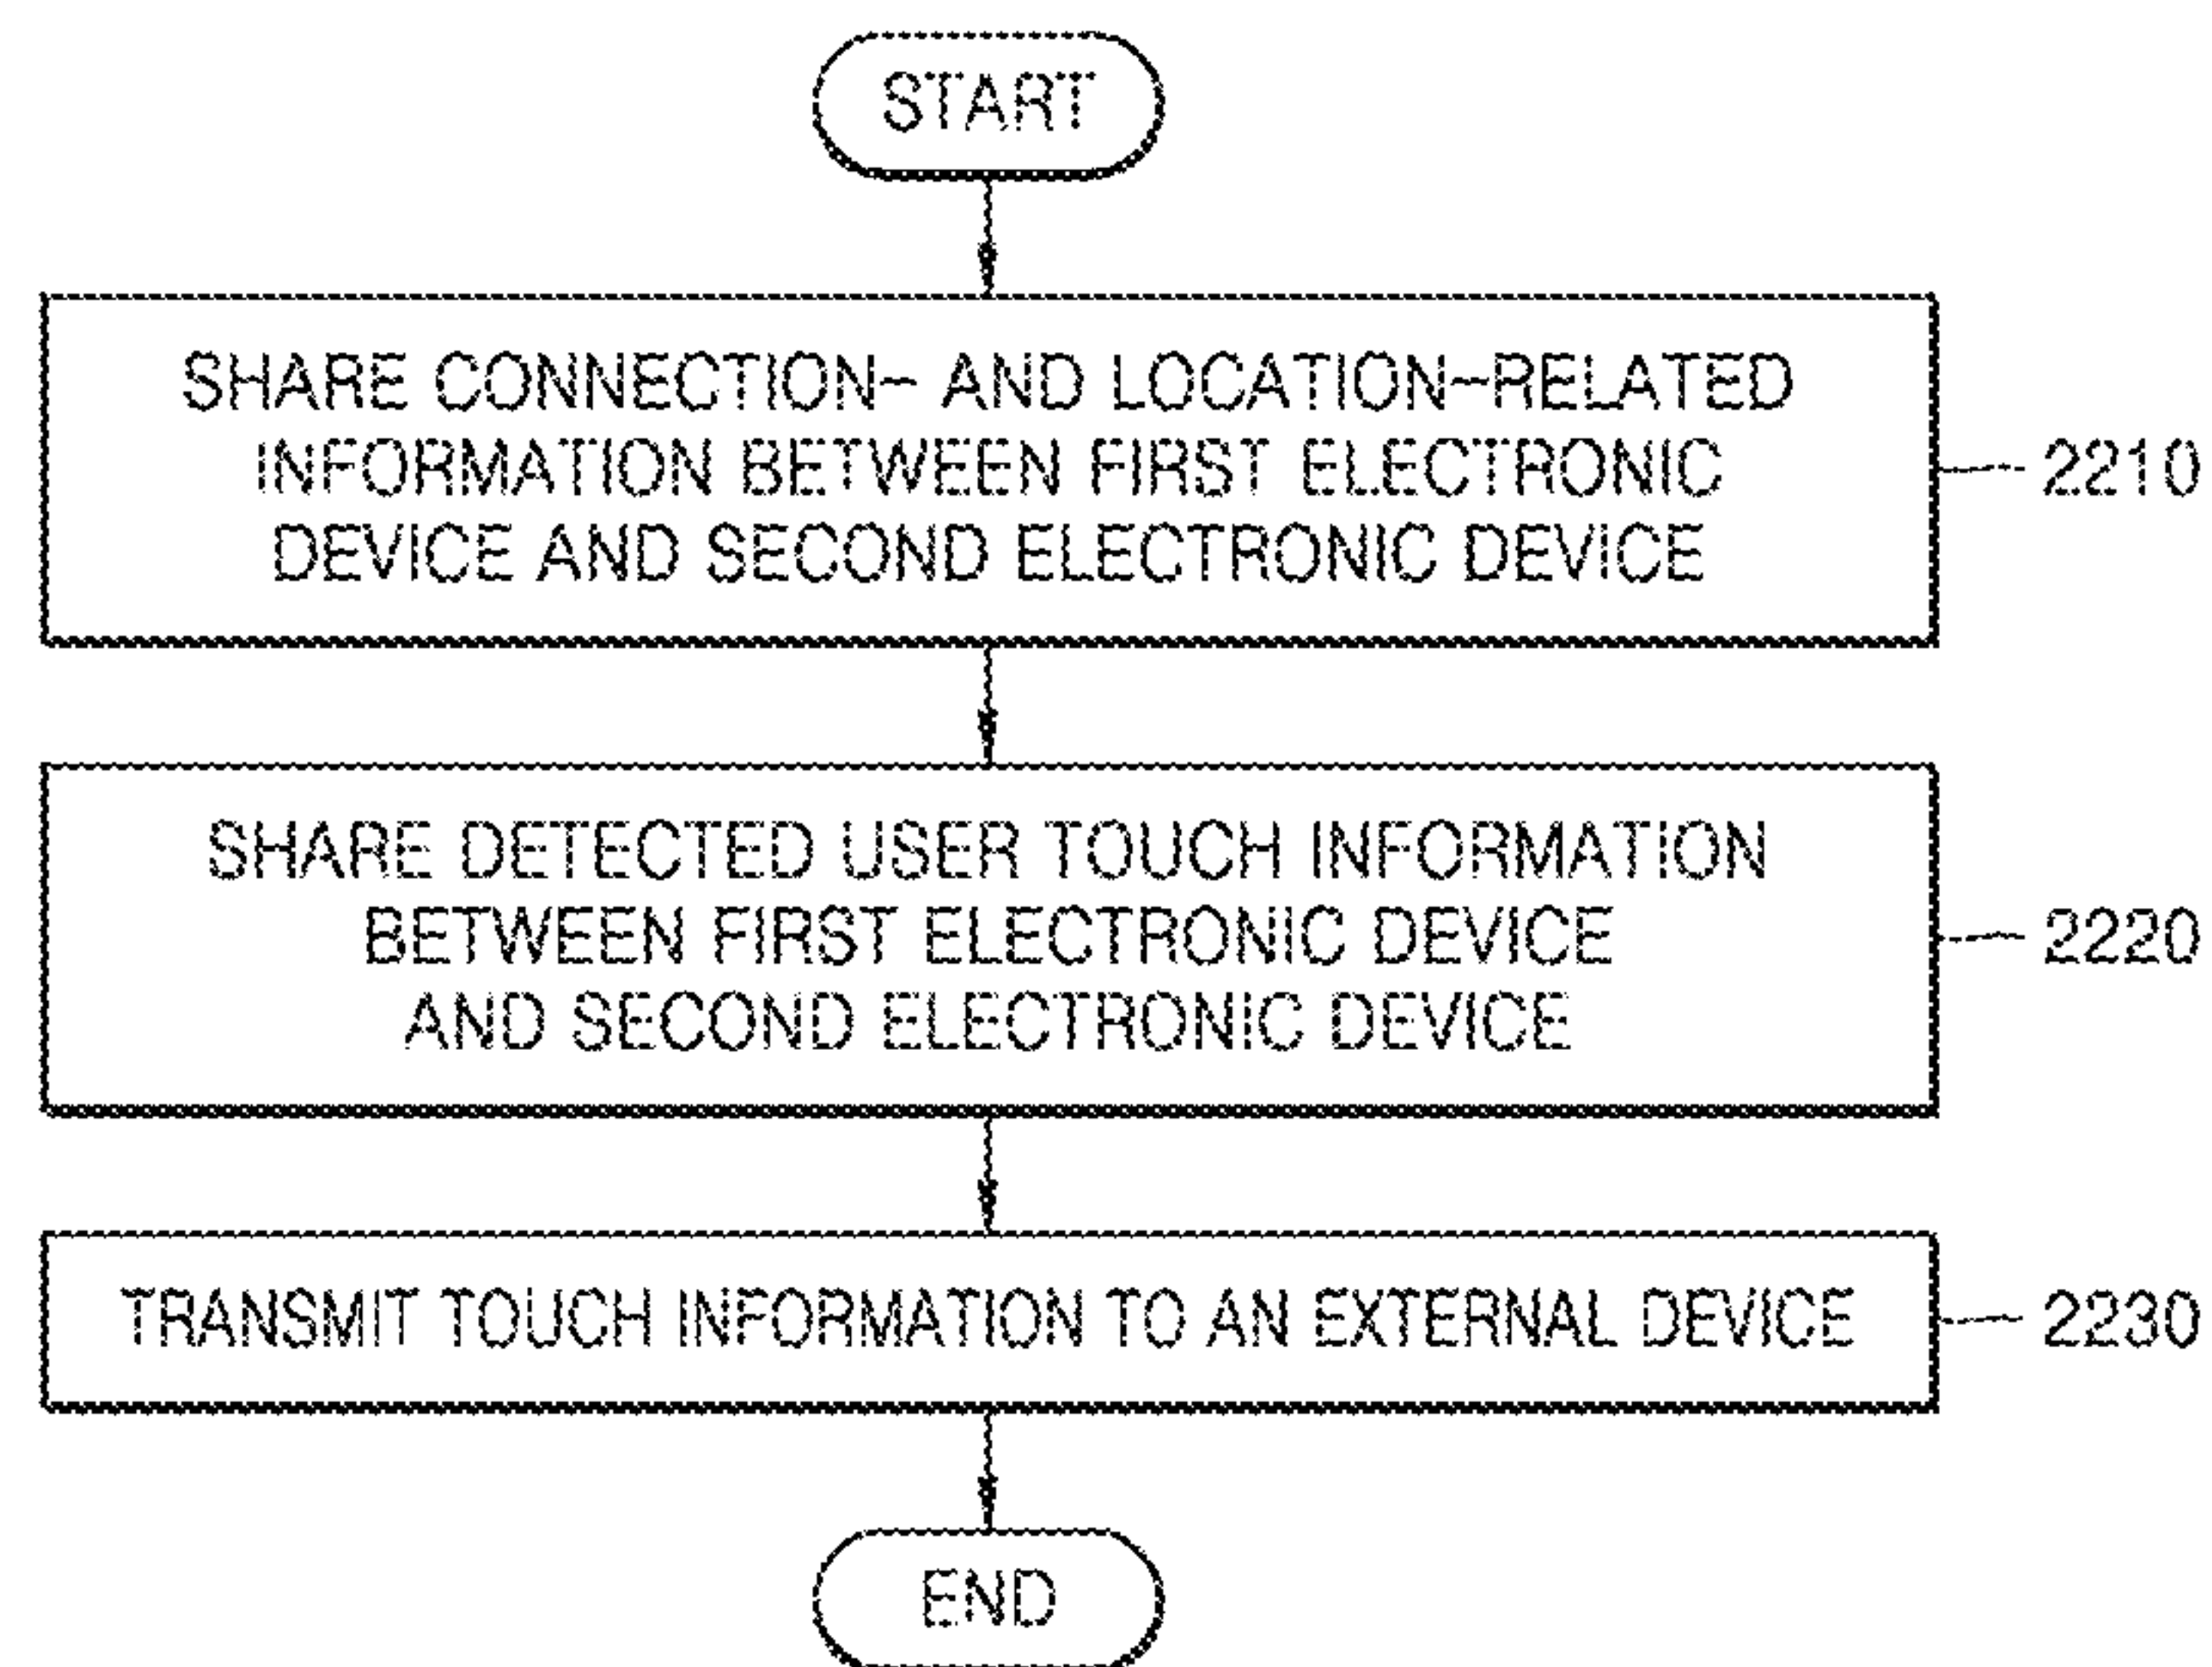 START
SHARE CONNECTION- AND LOCATION-RELATED
INFORMATION BETWEEN FIRST ELECTRONIC
DEVICE AND SECOND ELECTRONIC DEVICE
2210
SHARE DETECTED USER TOUCH INFORMATION
BETWEEN FIRST ELECTRONIC DEVICE
AND SECOND ELECTRONIC DEVICE
2220
TRANSMIT TOUCH INFORMATION TO AN EXTERNAL DEVICE
2230
END